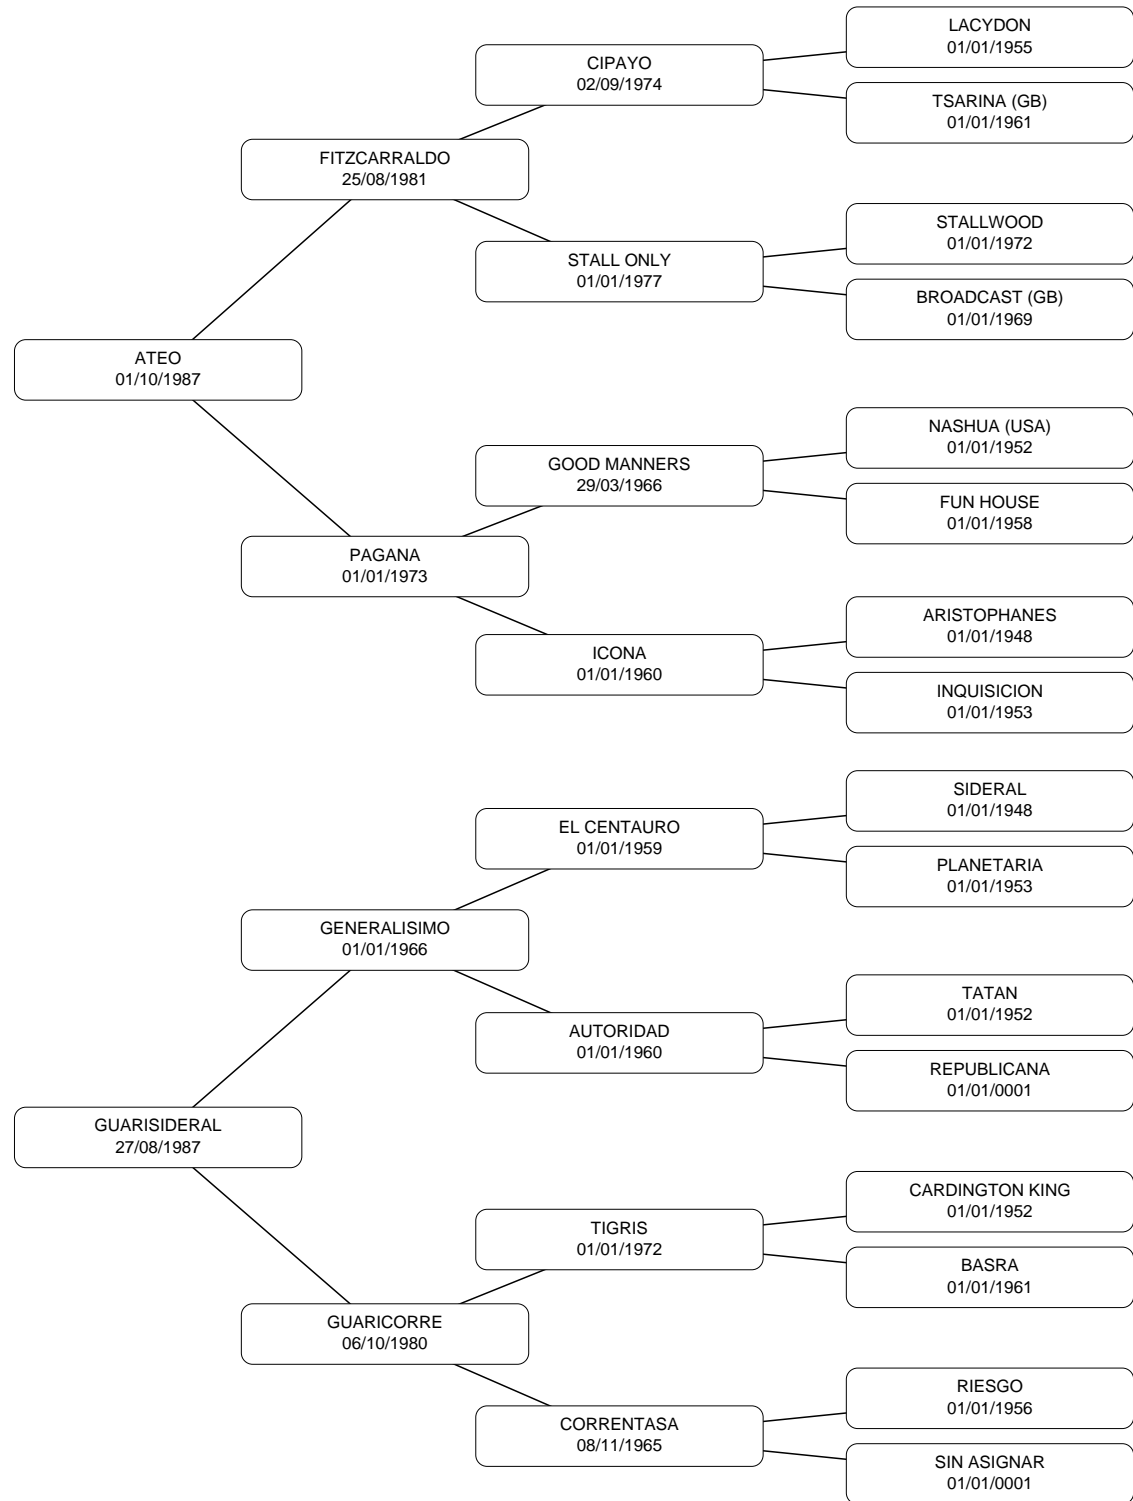 LACYDON
01/01/1955
CIPAYO
02/09/1974
TSARINA (GB)
01/01/1961
FITZCARRALDO
25/08/1981
STALLWOOD
01/01/1972
STALL ONLY
01/01/1977
BROADCAST (GB)
01/01/1969
ATEO
01/10/1987
NASHUA (USA)
01/01/1952
GOOD MANNERS
29/03/1966
FUN HOUSE
01/01/1958
PAGANA
01/01/1973
ARISTOPHANES
01/01/1948
ICONA
01/01/1960
INQUISICION
01/01/1953
SIDERAL
01/01/1948
EL CENTAURO
01/01/1959
PLANETARIA
01/01/1953
GENERALISIMO
01/01/1966
TATAN
01/01/1952
AUTORIDAD
01/01/1960
REPUBLICANA
01/01/0001
GUARISIDERAL
27/08/1987
CARDINGTON KING
01/01/1952
TIGRIS
01/01/1972
BASRA
01/01/1961
GUARICORRE
06/10/1980
RIESGO
01/01/1956
CORRENTASA
08/11/1965
SIN ASIGNAR
01/01/0001